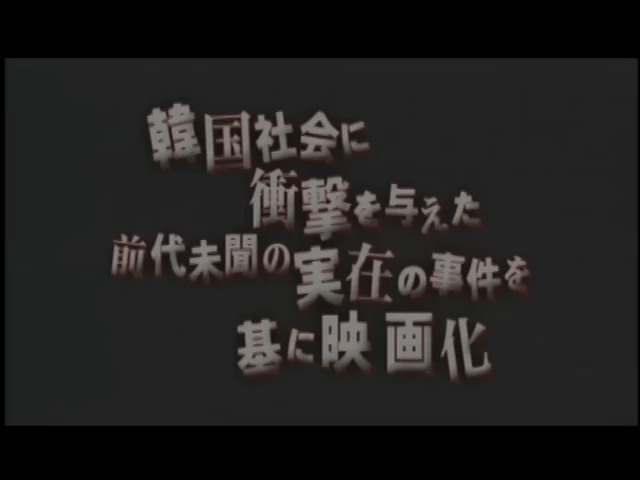 韓国社会に
衝撃を与えた
前代未聞の実在の事件を
基に映画化